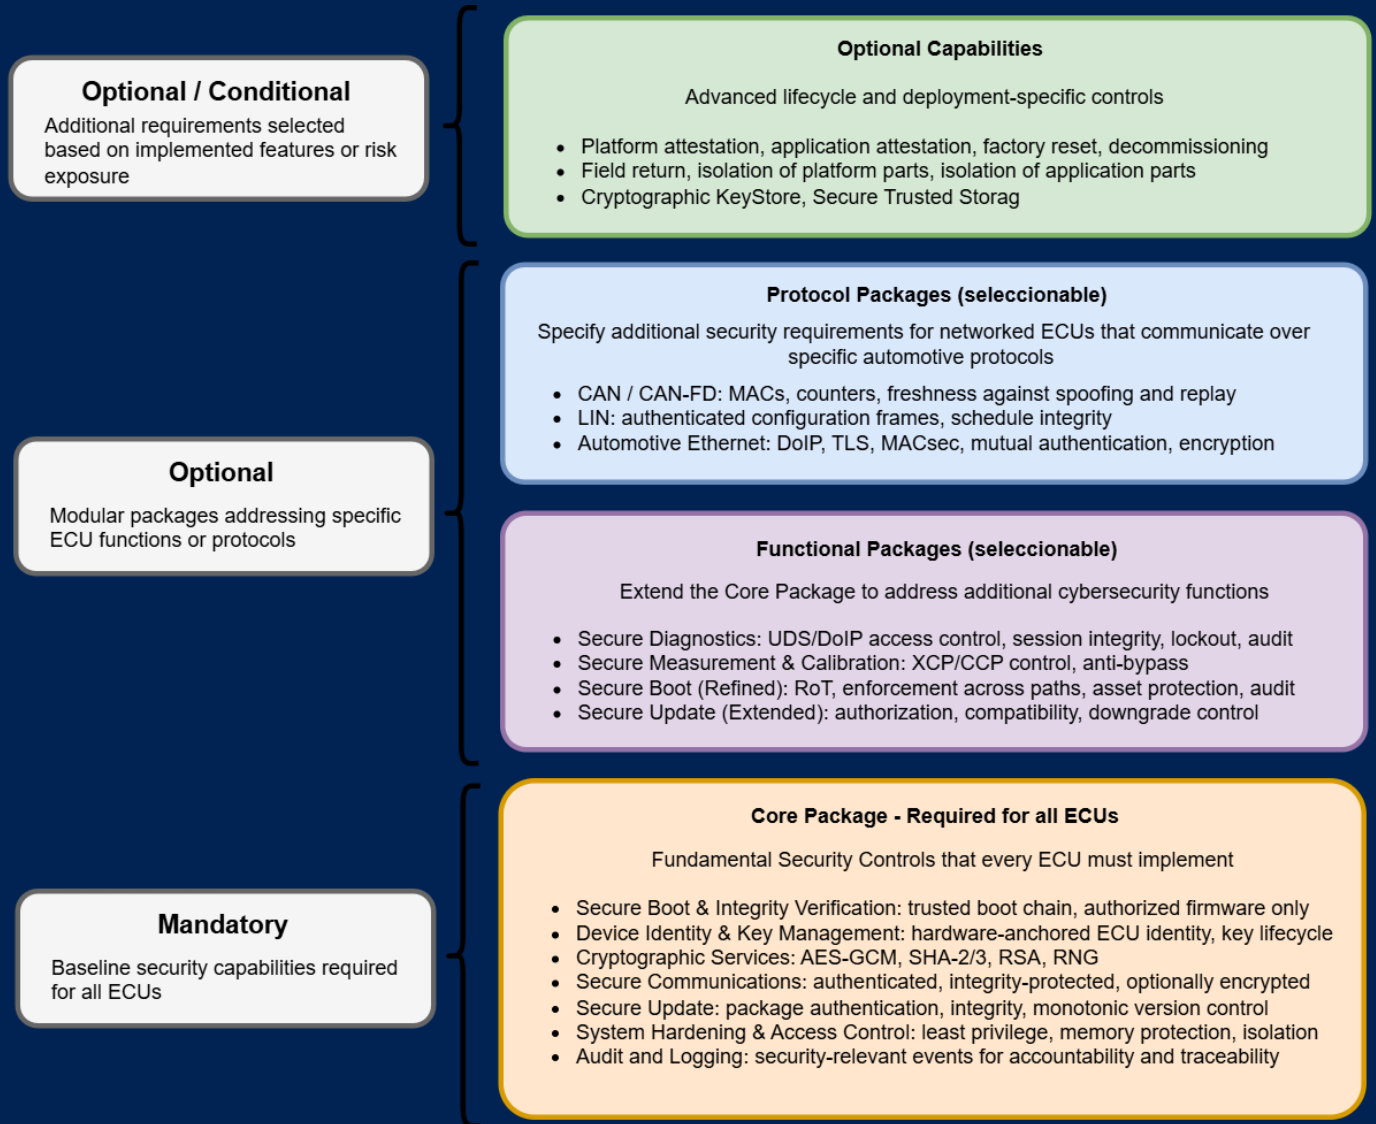 Optional / Conditional
Additional requirements selected
based on implemented features or risk
exposure
Optional Capabilities
Advanced lifecycle and deployment-specific controls
• Platform attestation, application attestation, factory reset, decommissioning
• Field return, isolation of platform parts, isolation of application parts
• Cryptographic KeyStore, Secure Trusted Storag
Optional
Modular packages addressing specific
ECU functions or protocols
Protocol Packages (seleccionable)
Specify additional security requirements for networked ECUs that communicate over
specific automotive protocols
• CAN / CAN-FD: MACs, counters, freshness against spoofing and replay
• LIN: authenticated configuration frames, schedule integrity
• Automotive Ethernet: DoIP, TLS, MACsec, mutual authentication, encryption
Functional Packages (seleccionable)
Extend the Core Package to address additional cybersecurity functions
• Secure Diagnostics: UDS/DoIP access control, session integrity, lockout, audit
• Secure Measurement & Calibration: XCP/CCP control, anti-bypass
• Secure Boot (Refined): RoT, enforcement across paths, asset protection, audit
• Secure Update (Extended): authorization, compatibility, downgrade control
Mandatory
Baseline security capabilities required
for all ECUs
Core Package - Required for all ECUs
Fundamental Security Controls that every ECU must implement
• Secure Boot & Integrity Verification: trusted boot chain, authorized firmware only
• Device Identity & Key Management: hardware-anchored ECU identity, key lifecycle
• Cryptographic Services: AES-GCM, SHA-2/3, RSA, RNG
• Secure Communications: authenticated, integrity-protected, optionally encrypted
• Secure Update: package authentication, integrity, monotonic version control
• System Hardening & Access Control: least privilege, memory protection, isolation
• Audit and Logging: security-relevant events for accountability and traceability